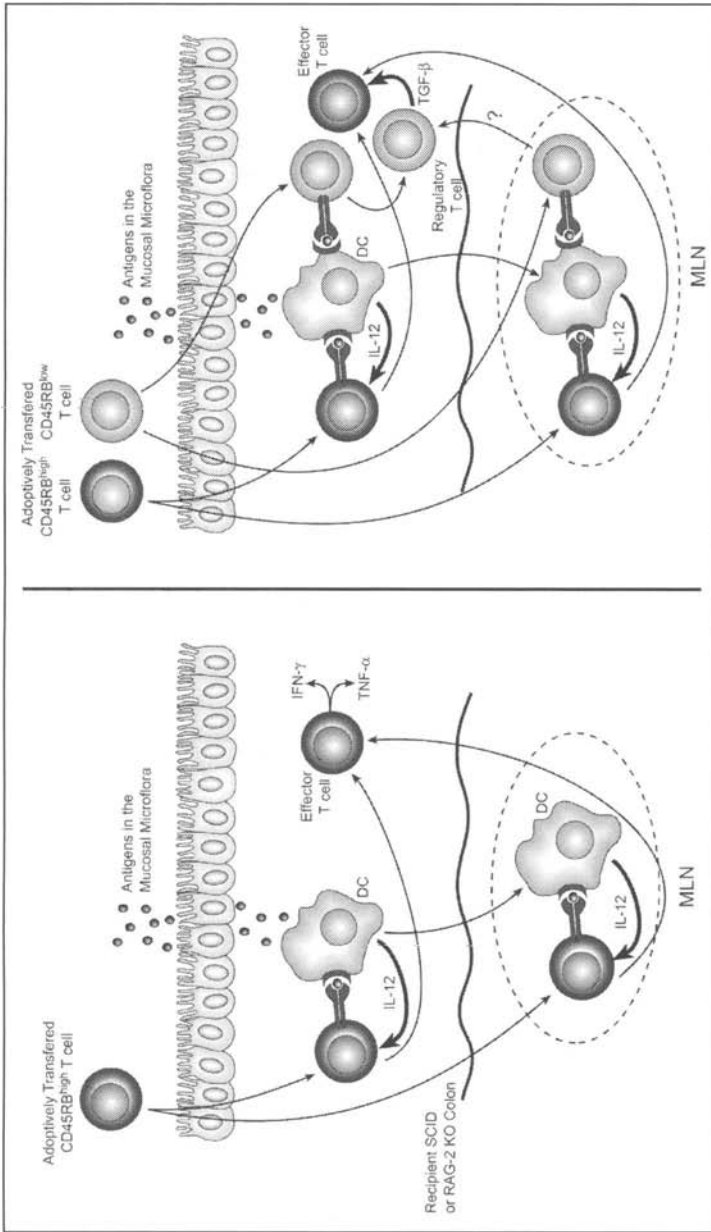 Adoptively Transferred
CD45RBhigh T cell
Antigens in the
Mucosal Microflora
DC
IL-12
Effector
T cell
IFN-γ
TNF-α
Recipient SCID
or RAG-2 KO Colon
DC
IL-12
MLN
Adoptively Transfered
CD45RBhigh
T cell
CD45RBlow
T cell
Antigens in the
Mucosal Microflora
DC
IL-12
Effector
T cell
TGF-β
Regulatory
T cell
?
IL-12
MLN